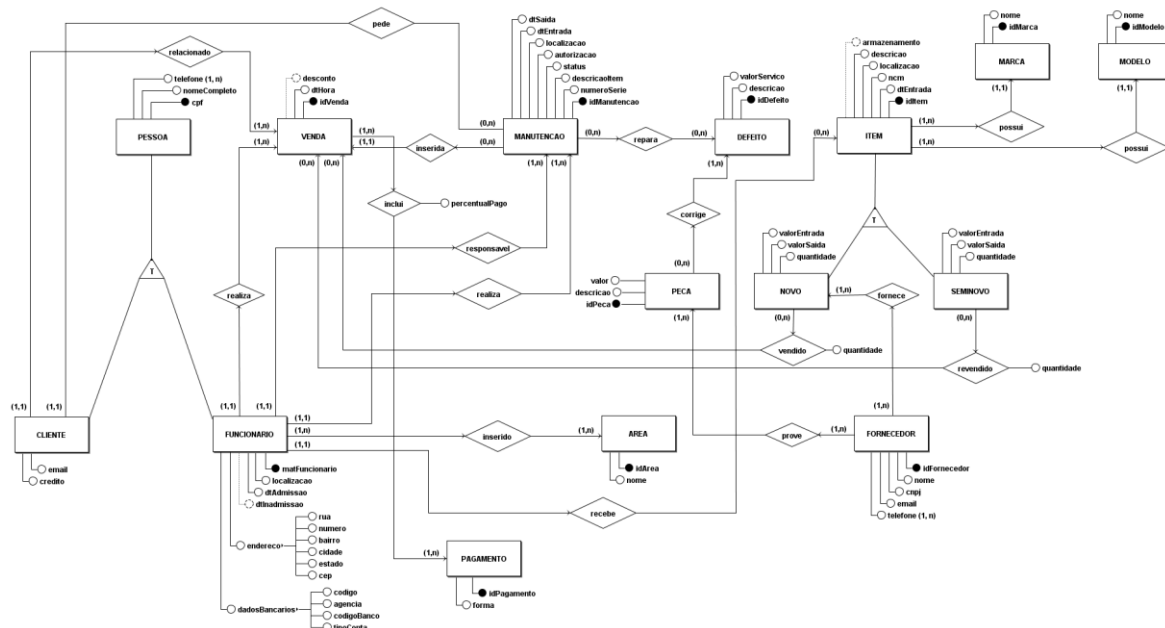 pede
relacionado
dtSaida
dtEntrada
localização
autorizacao
status
descricaoItem
numeroSerie
idManutencao
armazenamento
descricao
localizacao
ncm
dtEntrada
idItem
nome
idMarca
MARCA
(1,1)
nome
idModelo
MODELO
(1,1)
telefone (1, n)
nomeCompleto
cpf
PESSOA
desconto
dtHora
idVenda
(1,n)
VENDA
(1,n)
(1,n)
(1,1)
(0,n)
(0,n)
(0,n)
MANUTENCAO
(0,n)
(0,n)
(1,n)
(1,n)
inserida
repara
valorServico
descricao
idDefeito
(0,n)
DEFEITO
(1,n)
(0,n)
ITEM
(1,n)
(1,n)
possui
possui
inclui
percentualPago
corrige
T
responsavel
(0,n)
valor
descricao
idPeca
PECA
(1,n)
valorEntrada
valorSaida
quantidade
NOVO
(1,n)
(0,n)
fornece
valorEntrada
valorSaida
quantidade
SEMINOVO
(0,n)
T
realiza
realiza
vendido
quantidade
revendido
quantidade
(1,1)
(1,1)
CLIENTE
email
credito
(1,1)
(1,1)
FUNCIONARIO
(1,1)
(1,n)
(1,1)
inserido
(1,n)
AREA
idArea
nome
prove
(1,n)
(1,n)
FORNECEDOR
idFornecedor
nome
cnpj
email
telefone (1, n)
matFuncionario
localizacao
dtAdmissao
dtInadmissao
recebe
rua
numero
endereco
bairro
cidade
estado
cep
(1,n)
PAGAMENTO
idPagamento
forma
codigo
agencia
dadosBancarios
codigoBanco
tipoConta